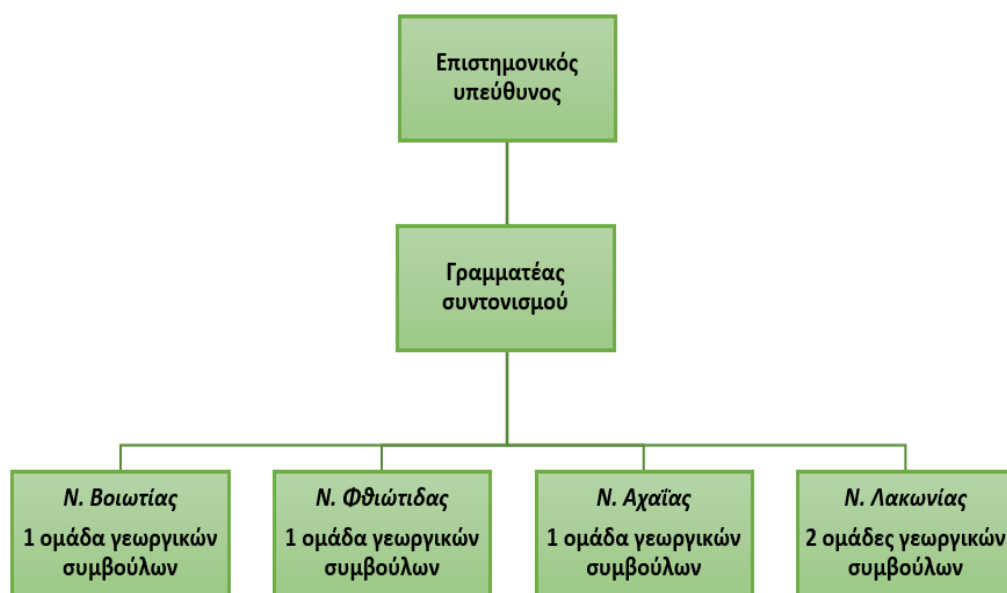 Επιστημονικός
υπεύθυνος
Γραμματέας
συντονισμού
Ν. Βοιωτίας
1 ομάδα γεωργικών
συμβούλων
Ν. Φθιώτιδας
1 ομάδα γεωργικών
συμβούλων
Ν. Αχαΐας
1 ομάδα γεωργικών
συμβούλων
Ν. Λακωνίας
2 ομάδες γεωργικών
συμβούλων